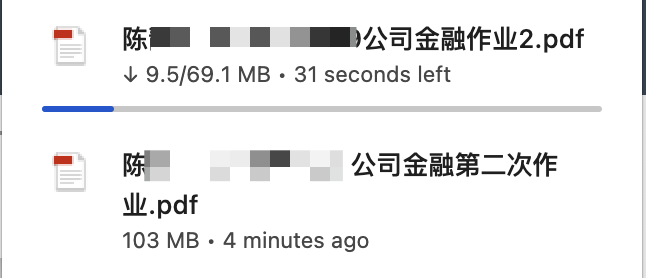 陈 9公司金融作业2.pdf
↓ 9.5/69.1 MB • 31 seconds left
陈 公司金融第二次作
业.pdf
103 MB • 4 minutes ago